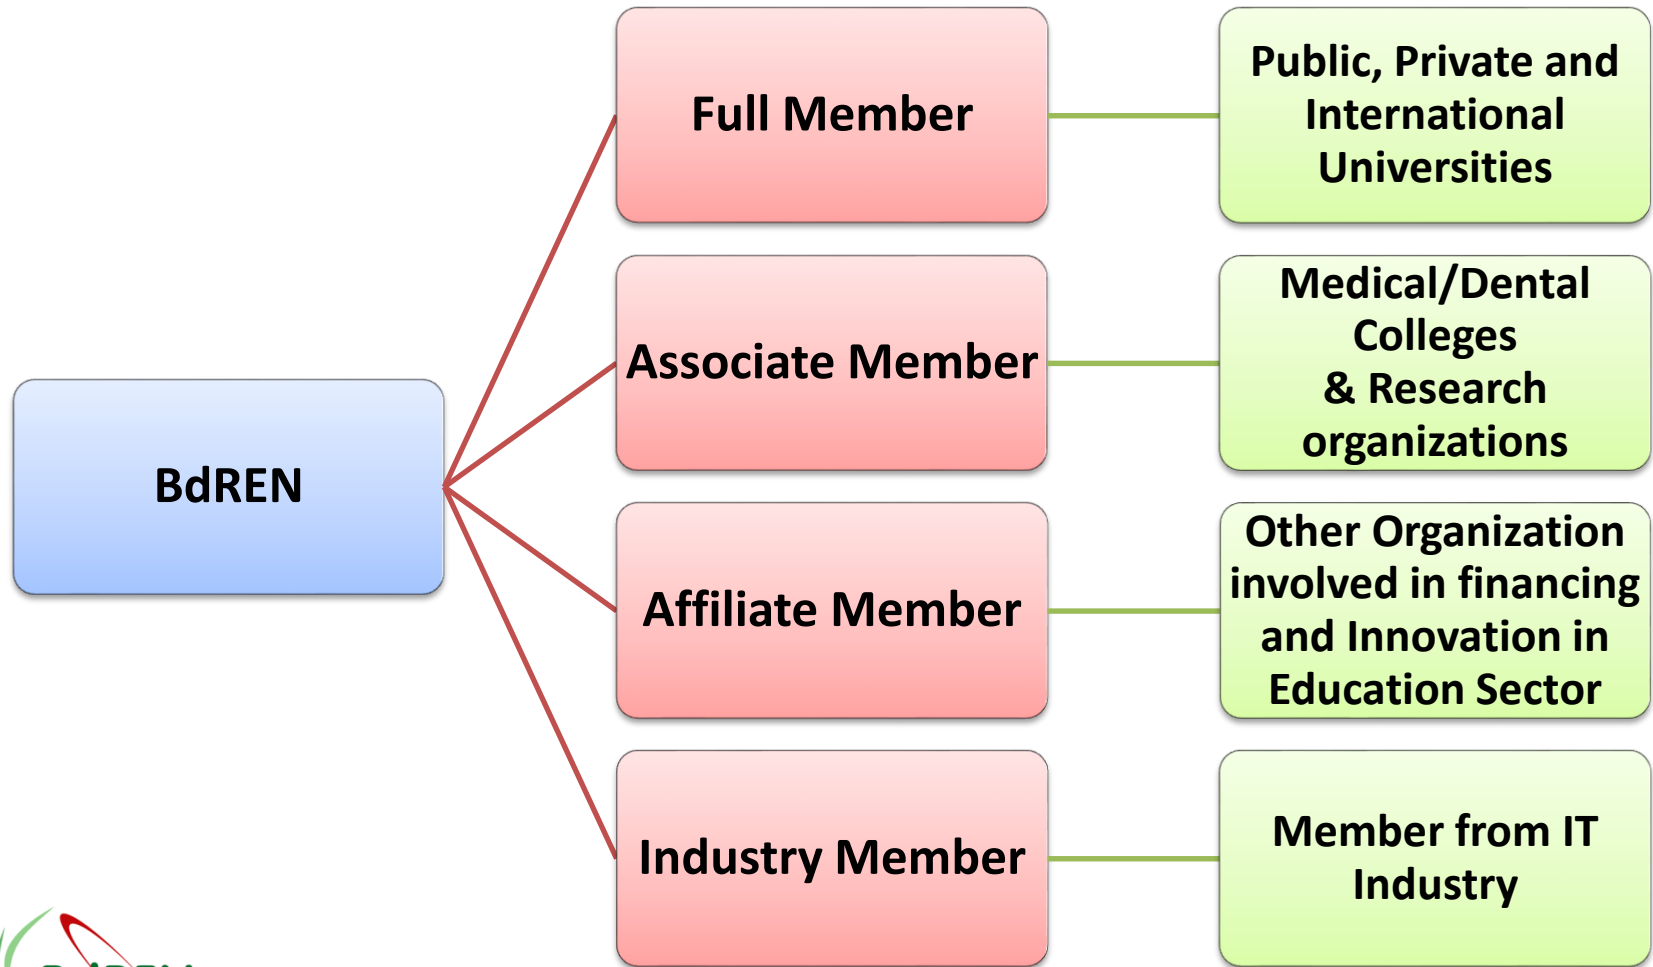 BdREN
Full Member
Public, Private and
International
Universities
Associate Member
Medical/Dental
Colleges
& Research
organizations
Affiliate Member
Other Organization
involved in financing
and Innovation in
Education Sector
Industry Member
Member from IT
Industry